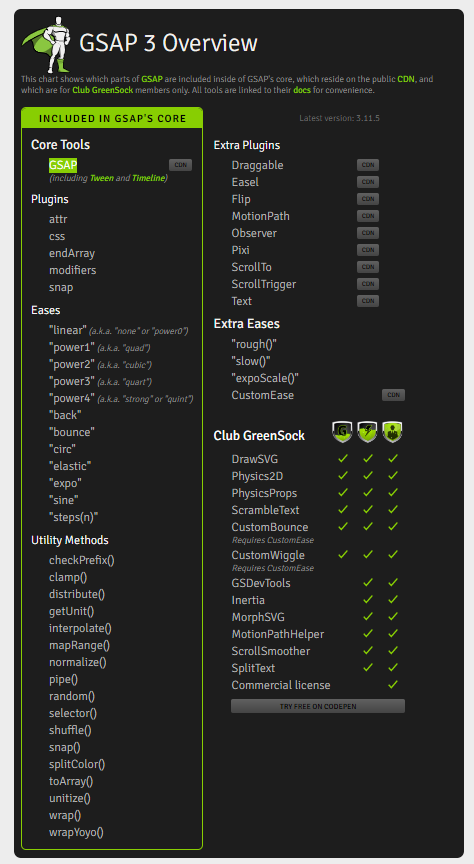 GSAP 3 Overview
This chart shows which parts of GSAP are included inside of GSAP's core, which reside on the public CDN, and
which are for Club GreenSock members only. All tools are linked to their docs for convenience.
INCLUDED IN GSAP'S CORE
Core Tools
GSAP CDN
(Including Tween and Timeline)
Plugins
attr
css
endArray
modifiers
snap
Eases
"linear" (a.k.a. "none" or "power0")
"power1" (a.k.a. "quad")
"power2" (a.k.a. "cubic")
"power3" (a.k.a. "quart")
"power4" (a.k.a. "strong" or "quint")
"back"
"bounce"
"circ"
"elastic"
"expo"
"sine"
"steps(n)"
Utility Methods
checkPrefix()
clamp()
distribute()
getUnit()
interpolate()
mapRange()
normalize()
pipe()
random()
selector()
shuffle()
snap()
splitColor()
toArray()
unitize()
wrap()
wrapYoyo()
Latest version: 3.11.5
Extra Plugins
Draggable CDN
Easel CDN
Flip CDN
MotionPath CDN
Observer CDN
Pixi CDN
ScrollTo CDN
ScrollTrigger CDN
Text CDN
Extra Eases
"rough()"
"slow()"
"expoScale()"
CustomEase CDN
Club GreenSock
DrawSVG
Physics2D
PhysicsProps
ScrambleText
CustomBounce
Requires CustomEase
CustomWiggle
Requires CustomEase
GSDevTools
Inertia
MorphSVG
MotionPathHelper
ScrollSmoother
SplitText
Commercial license
TRY FREE ON CODEPEN